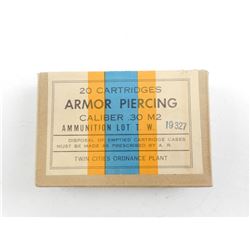 20 CARTRIDGES
ARMOR PIERCING
CALIBER .30 M2
AMMUNITION LOT T. W. 19327
DISPOSAL OF EMPTIED CARTRIDGE CASES
MUST BE MADE AS PRESCRIBED BY A. R.
TWIN CITIES ORDNANCE PLANT